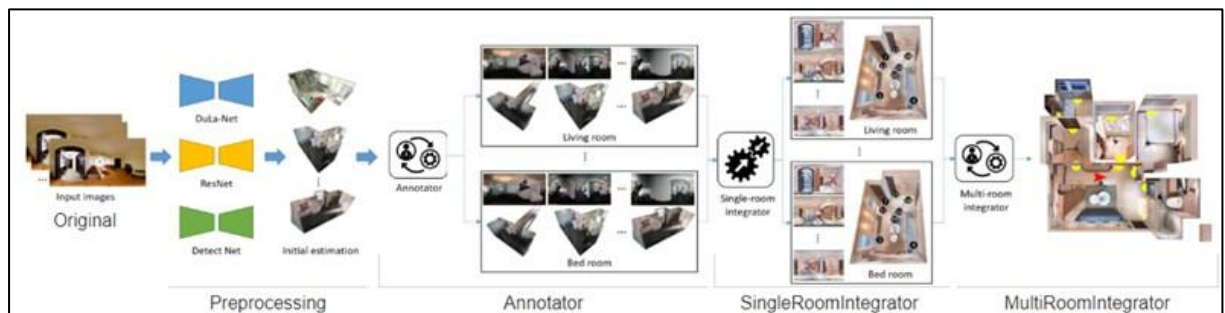 ...
Input images
Original
DuLa-Net
ResNet
Detect Net
Initial estimation
Preprocessing
Annotator
...
Living room
...
Bed room
Annotator
Single-room
integrator
Living room
Bed room
SingleRoomIntegrator
Multi-room
integrator
MultiRoomIntegrator